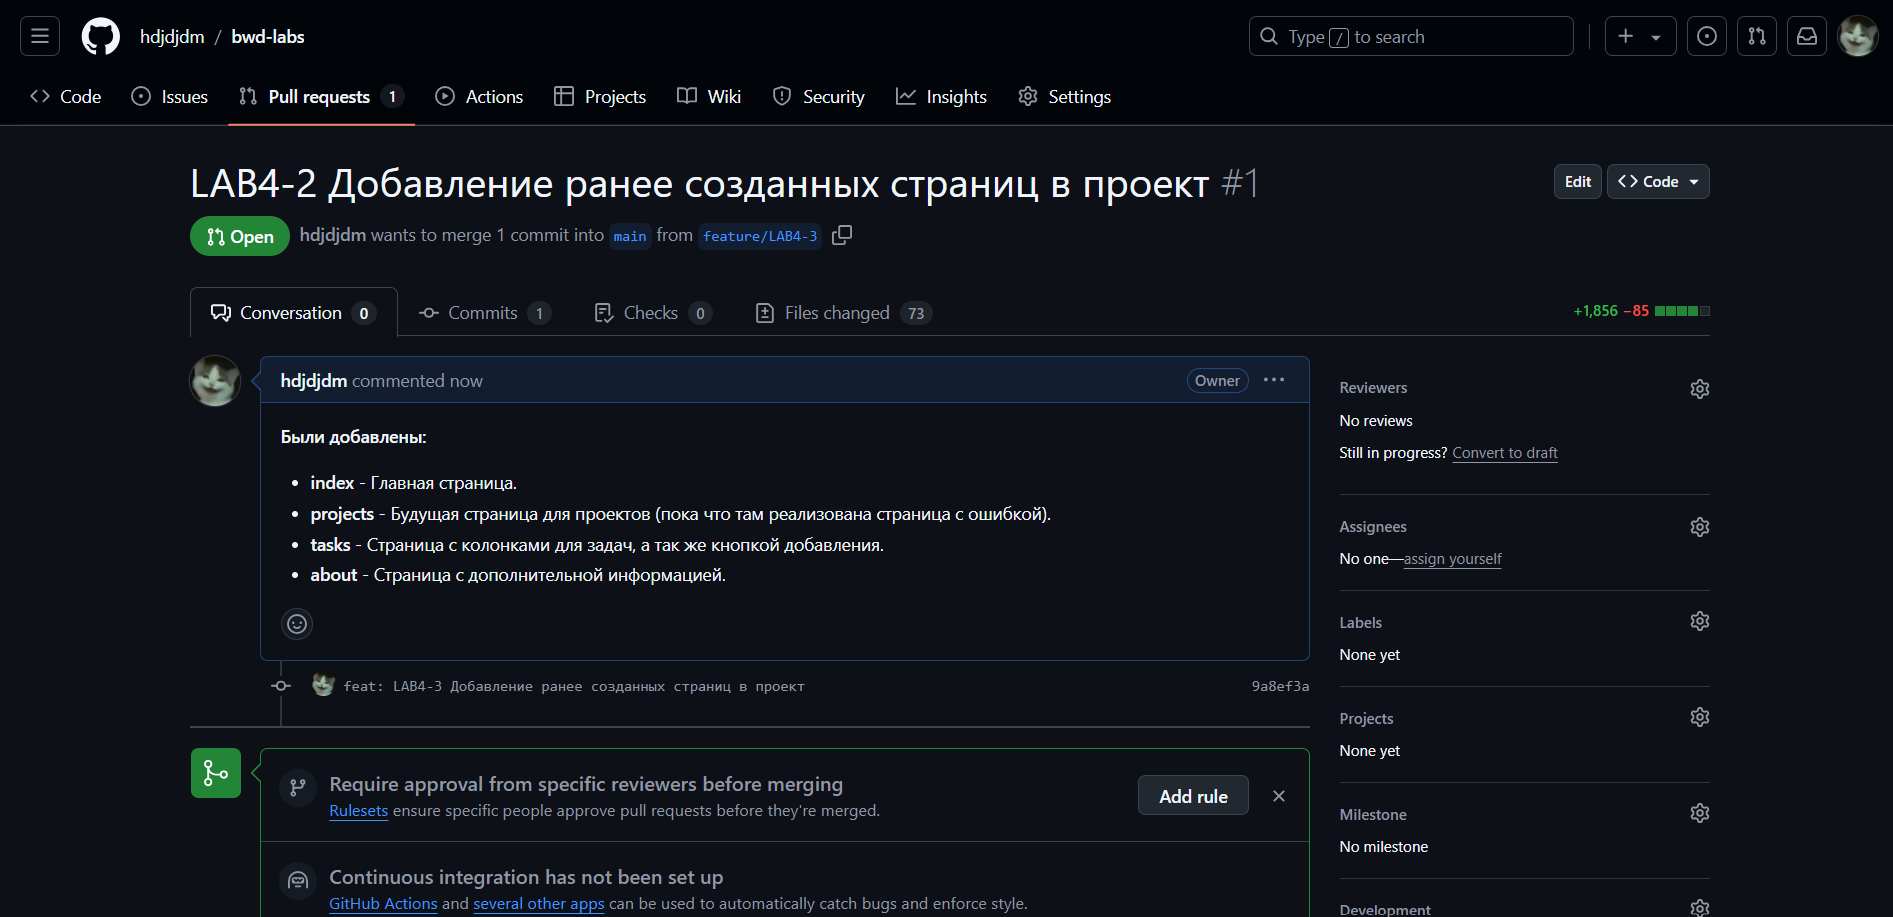 hdjdjdm / bwd-labs
Type / to search
Code
Issues
Pull requests 1
Actions
Projects
Wiki
Security
Insights
Settings
LAB4-2 Добавление ранее созданных страниц в проект #1
Edit
Code
Open
hdjdjdm wants to merge 1 commit into main from feature/LAB4-3
Conversation 0
Commits 1
Checks 0
Files changed 73
+1,856 −85
hdjdjdm commented now
Owner
Были добавлены:
index - Главная страница.
projects - Будущая страница для проектов (пока что там реализована страница с ошибкой).
tasks - Страница с колонками для задач, а так же кнопкой добавления.
about - Страница с дополнительной информацией.
feat: LAB4-3 Добавление ранее созданных страниц в проект
9a8ef3a
Require approval from specific reviewers before merging
Rulesets ensure specific people approve pull requests before they're merged.
Add rule
Continuous integration has not been set up
GitHub Actions and several other apps can be used to automatically catch bugs and enforce style.
Reviewers
No reviews
Still in progress? Convert to draft
Assignees
No one—assign yourself
Labels
None yet
Projects
None yet
Milestone
No milestone
Development